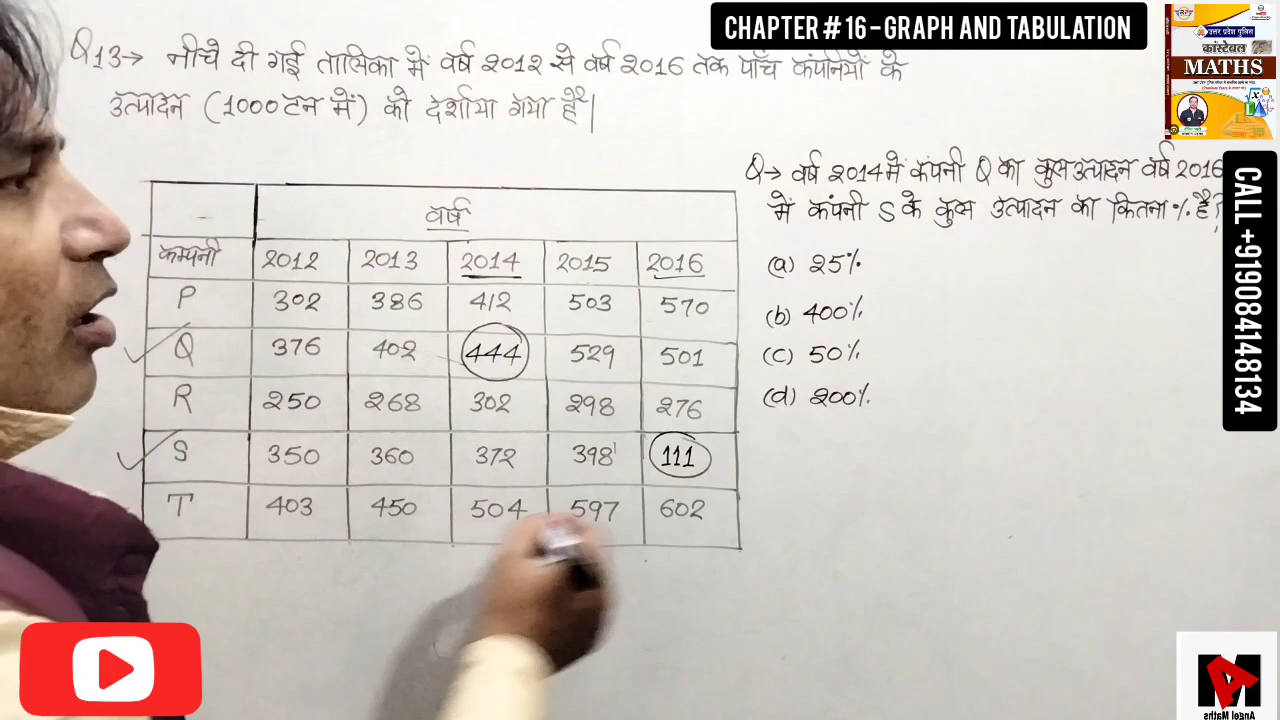 CHAPTER # 16 - GRAPH AND TABULATION
Q13→ नीचे दी गई तालिका में वर्ष 2012 से वर्ष 2016 तक पाँच कंपनियों के
उत्पादन (1000 टन में) को दर्शाया गया है|
उत्तर प्रदेश पुलिस
कांस्टेबल
MATHS
Q→ वर्ष 2014 में कंपनी Q का कुल उत्पादन वर्ष 2016
में कंपनी S के कुल उत्पादन का कितना % है?
(a) 25%
(b) 400%
(c) 50%
(d) 200%
वर्ष
कम्पनी 2012 2013 2014 2015 2016
P 302 386 412 503 570
Q 376 402 444 529 501
R 250 268 302 298 276
S 350 360 372 398 111
T 403 450 504 597 602
CALL +919084148134
MA
Angel Maths